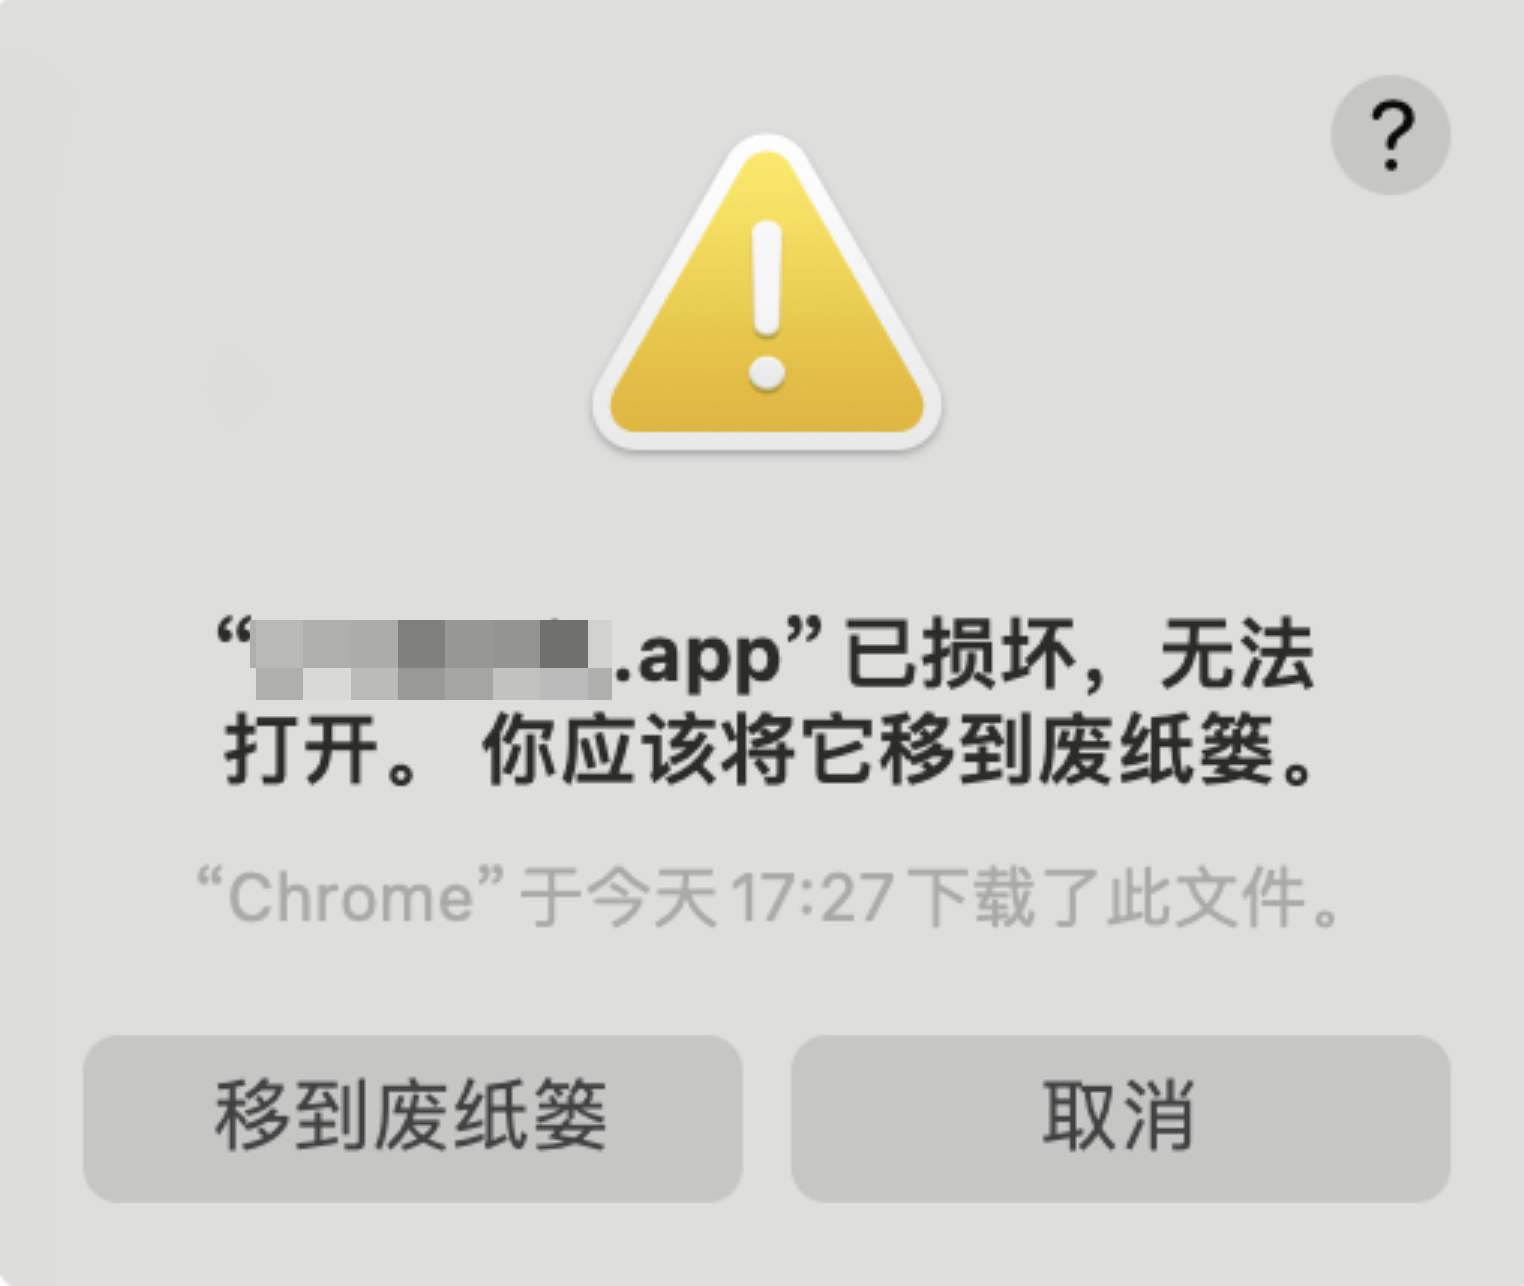 ?
“.app”已损坏，无法
打开。 你应该将它移到废纸篓。
“Chrome”于今天 17:27 下载了此文件。
移到废纸篓
取消